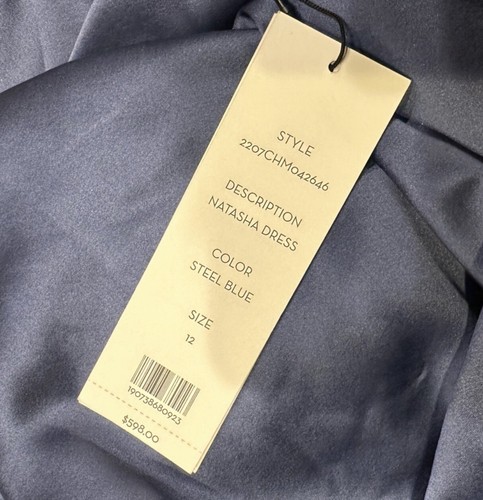 STYLE
2207CHM042646
DESCRIPTION
NATASHA DRESS
COLOR
STEEL BLUE
SIZE
12
190738680923
$598.00